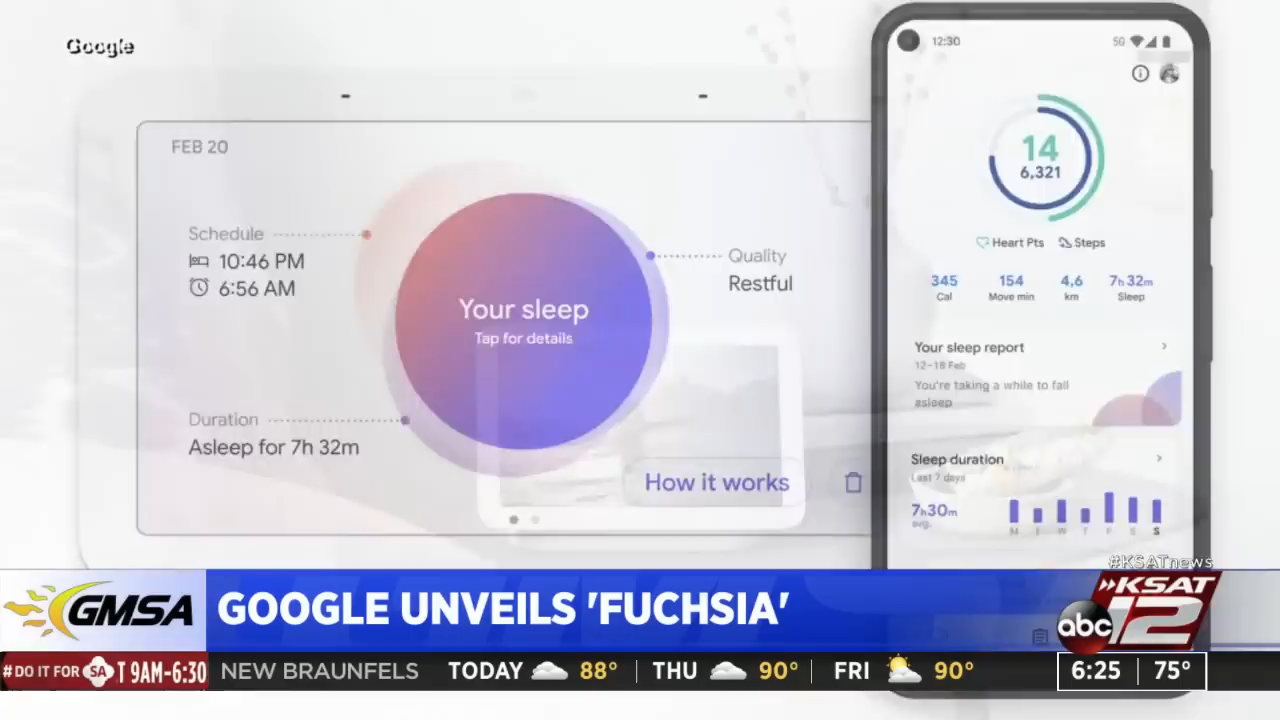 Google
FEB 20
Schedule
10:46 PM
6:56 AM
Your sleep
Tap for details
Quality
Restful
Duration
Asleep for 7h 32m
How it works
12:30
5G
14
6,321
Heart Pts
Steps
345
154
4,6
7h 32m
Cal
Move min
km
Sleep
Your sleep report
12–18 Feb
You're taking a while to fall
asleep
Sleep duration
Last 7 days
7h30m
avg.
M T W T F S S
#KSATnews
GMSA
GOOGLE UNVEILS 'FUCHSIA'
KSAT
abc 12
#DO IT FOR SA T 9AM-6:30
NEW BRAUNFELS TODAY 88° THU 90° FRI 90°
6:25 75°